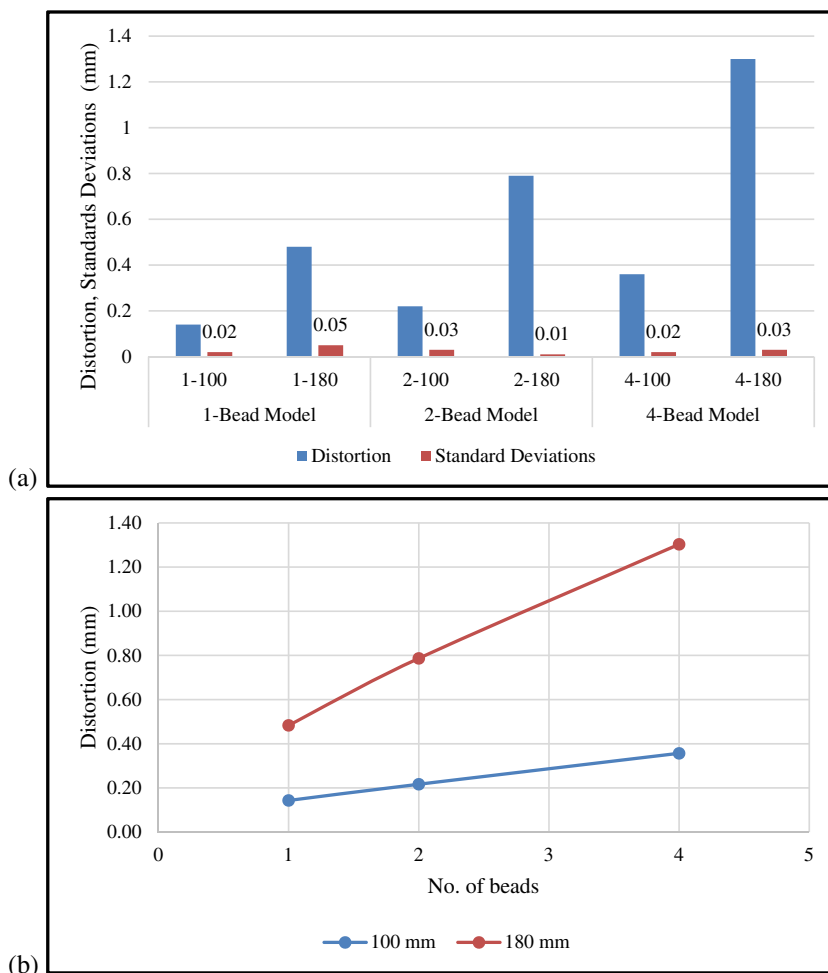 Distortion, Standards Deviations (mm)
1.4
1.2
1
0.8
0.6
0.4
0.2
0
0.02 0.05 0.03 0.01 0.02 0.03
1-100 1-180 2-100 2-180 4-100 4-180
1-Bead Model 2-Bead Model 4-Bead Model
Distortion Standard Deviations
(a)
Distortion (mm)
1.40
1.20
1.00
0.80
0.60
0.40
0.20
0.00
0 1 2 3 4 5
No. of beads
100 mm 180 mm
(b)